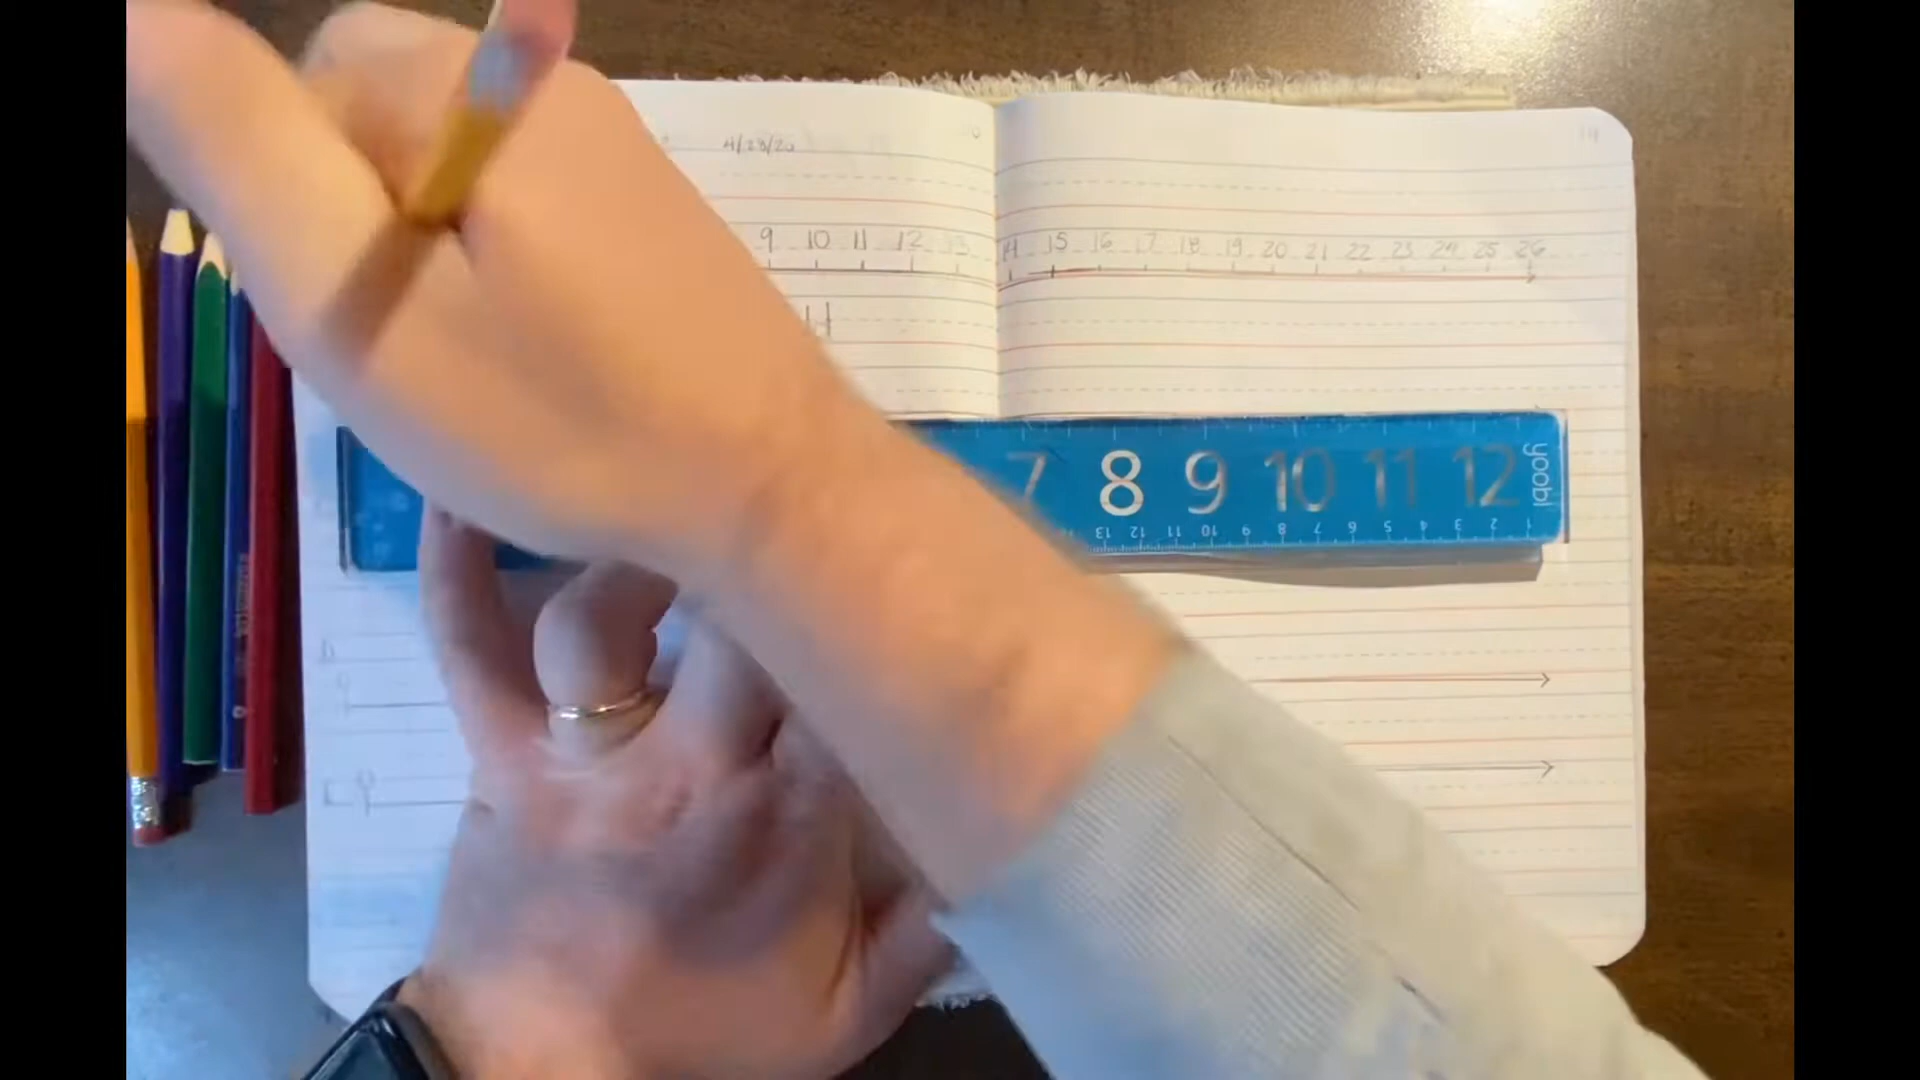 4/23/20
9 10 11 12 13 14 15 16 17 18 19 20 21 22 23 24 25 26
7 8 9 10 11 12
yoobi
13 12 11 10 9 8 7 6 5 4 3 2 1